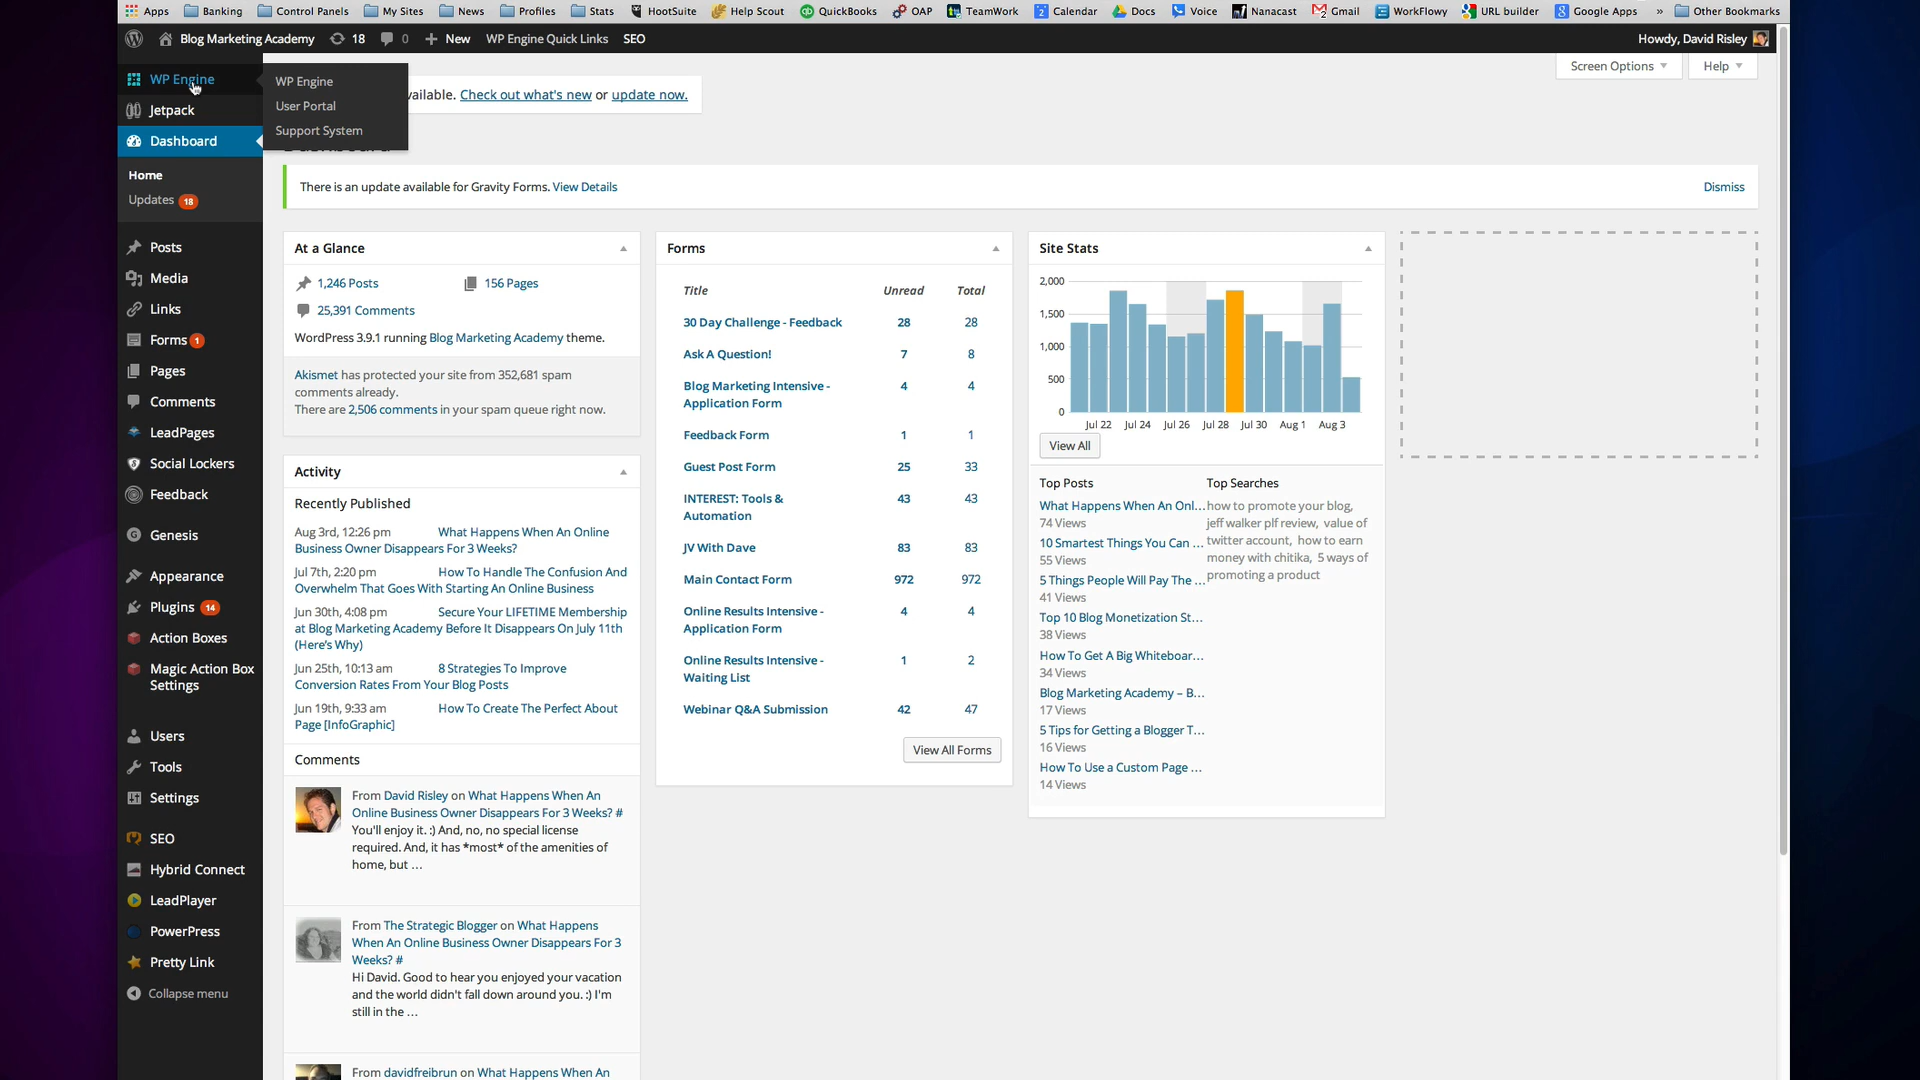 Apps Banking Control Panels My Sites News Profiles Stats HootSuite Help Scout QuickBooks OAP TeamWork Calendar Docs Voice Nanacast Gmail WorkFlowy URL builder Google Apps » Other Bookmarks
Blog Marketing Academy 18 0 New WP Engine Quick Links SEO Howdy, David Risley
WP Engine
Jetpack
Dashboard
Home
Updates 18
Posts
Media
Links
Forms 1
Pages
Comments
LeadPages
Social Lockers
Feedback
Genesis
Appearance
Plugins 14
Action Boxes
Magic Action Box
Settings
Users
Tools
Settings
SEO
Hybrid Connect
LeadPlayer
PowerPress
Pretty Link
Collapse menu
WP Engine
User Portal
Support System
Screen Options Help
vailable. Check out what's new or update now.
There is an update available for Gravity Forms. View Details Dismiss
At a Glance
1,246 Posts 156 Pages
25,391 Comments
WordPress 3.9.1 running Blog Marketing Academy theme.
Akismet has protected your site from 352,681 spam
comments already.
There are 2,506 comments in your spam queue right now.
Activity
Recently Published
Aug 3rd, 12:26 pm What Happens When An Online
Business Owner Disappears For 3 Weeks?
Jul 7th, 2:20 pm How To Handle The Confusion And
Overwhelm That Goes With Starting An Online Business
Jun 30th, 4:08 pm Secure Your LIFETIME Membership
at Blog Marketing Academy Before It Disappears On July 11th
(Here's Why)
Jun 25th, 10:13 am 8 Strategies To Improve
Conversion Rates From Your Blog Posts
Jun 19th, 9:33 am How To Create The Perfect About
Page [InfoGraphic]
Comments
From David Risley on What Happens When An
Online Business Owner Disappears For 3 Weeks? #
You'll enjoy it. :) And, no, no special license
required. And, it has *most* of the amenities of
home, but ...
From The Strategic Blogger on What Happens
When An Online Business Owner Disappears For 3
Weeks? #
Hi David. Good to hear you enjoyed your vacation
and the world didn't fall down around you. :) I'm
still in the ...
From davidfreibrun on What Happens When An
Forms
Title Unread Total
30 Day Challenge - Feedback 28 28
Ask A Question! 7 8
Blog Marketing Intensive - 4 4
Application Form
Feedback Form 1 1
Guest Post Form 25 33
INTEREST: Tools & 43 43
Automation
JV With Dave 83 83
Main Contact Form 972 972
Online Results Intensive - 4 4
Application Form
Online Results Intensive - 1 2
Waiting List
Webinar Q&A Submission 42 47
View All Forms
Site Stats
2,000
1,500
1,000
500
0
Jul 22 Jul 24 Jul 26 Jul 28 Jul 30 Aug 1 Aug 3
View All
Top Posts
What Happens When An Onl...
74 Views
10 Smartest Things You Can ...
55 Views
5 Things People Will Pay The ...
41 Views
Top 10 Blog Monetization St...
38 Views
How To Get A Big Whiteboar...
34 Views
Blog Marketing Academy – B...
17 Views
5 Tips for Getting a Blogger T...
16 Views
How To Use a Custom Page ...
14 Views
Top Searches
how to promote your blog,
jeff walker plf review, value of
twitter account, how to earn
money with chitika, 5 ways of
promoting a product